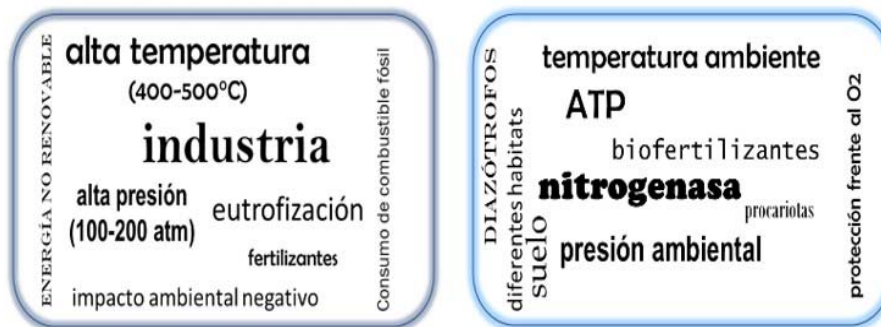 ENERGÍA NO RENOVABLE
alta temperatura
(400-500ºC)
industria
alta presión
(100-200 atm)
eutrofización
fertilizantes
impacto ambiental negativo
Consumo de combustible fósil
DIAZÓTROFOS
diferentes habitats
suelo
temperatura ambiente
ATP
biofertilizantes
nitrogenasa
procariotas
presión ambiental
protección frente al O2